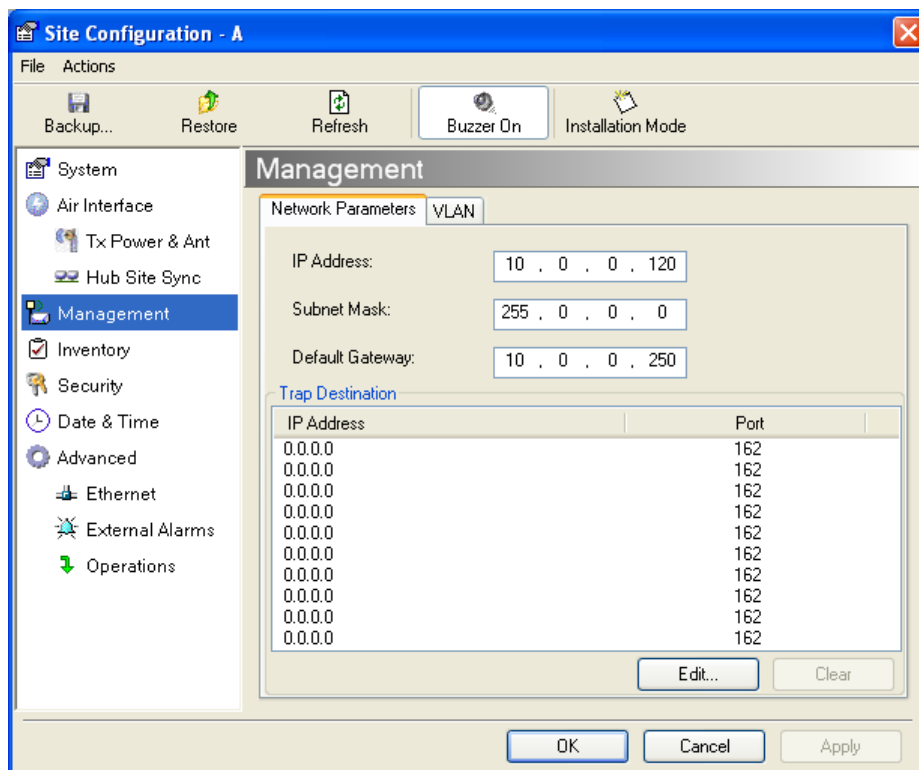 Site Configuration - A
File Actions
Backup... Restore Refresh Buzzer On Installation Mode
System
Air Interface
Tx Power & Ant
Hub Site Sync
Management
Inventory
Security
Date & Time
Advanced
Ethernet
External Alarms
Operations
Management
Network Parameters VLAN
IP Address: 10 . 0 . 0 . 120
Subnet Mask: 255 . 0 . 0 . 0
Default Gateway: 10 . 0 . 0 . 250
Trap Destination
IP Address Port
0.0.0.0 162
0.0.0.0 162
0.0.0.0 162
0.0.0.0 162
0.0.0.0 162
0.0.0.0 162
0.0.0.0 162
0.0.0.0 162
0.0.0.0 162
0.0.0.0 162
Edit... Clear
OK Cancel Apply